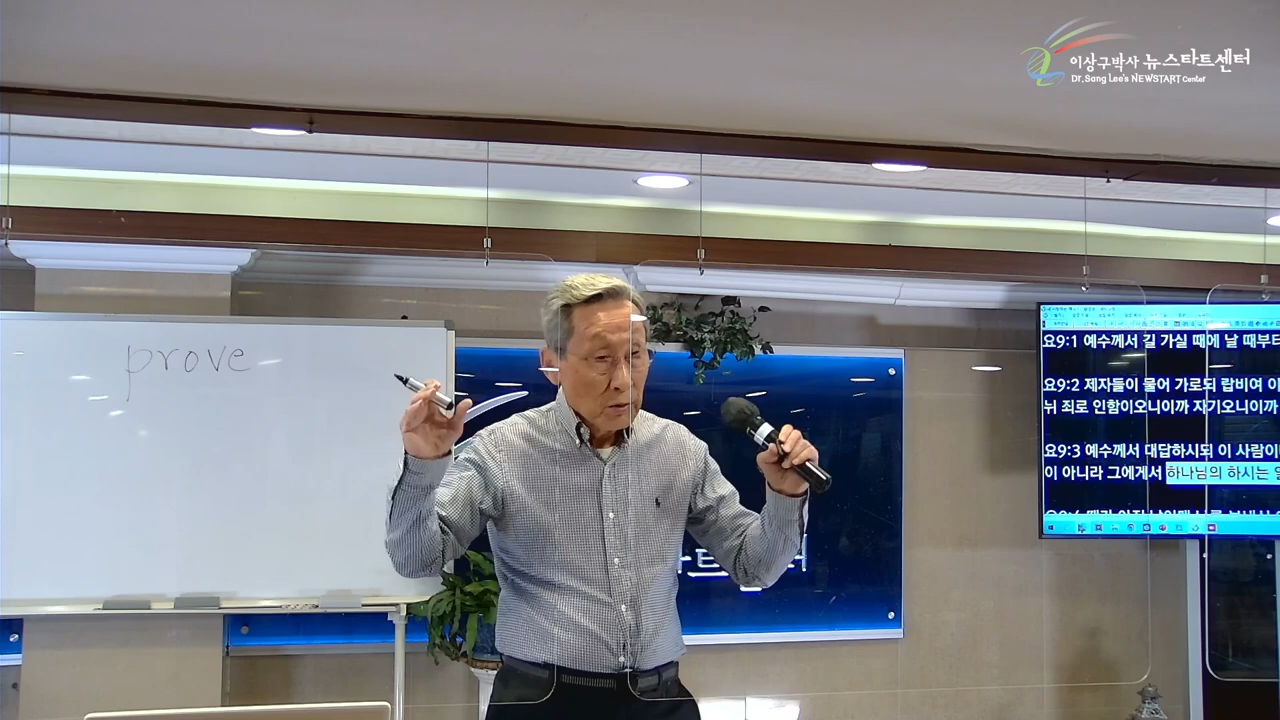 이상구박사 뉴스타트센터
Dr. Sang Lee's NEWSTART Center
prove
요9:1 예수께서 길 가실 때에 날 때부터
요9:2 제자들이 물어 가로되 랍비여 이
뉘 죄로 인함이오니이까 자기오니이까
요9:3 예수께서 대답하시되 이 사람이
이 아니라 그에게서 하나님의 하시는